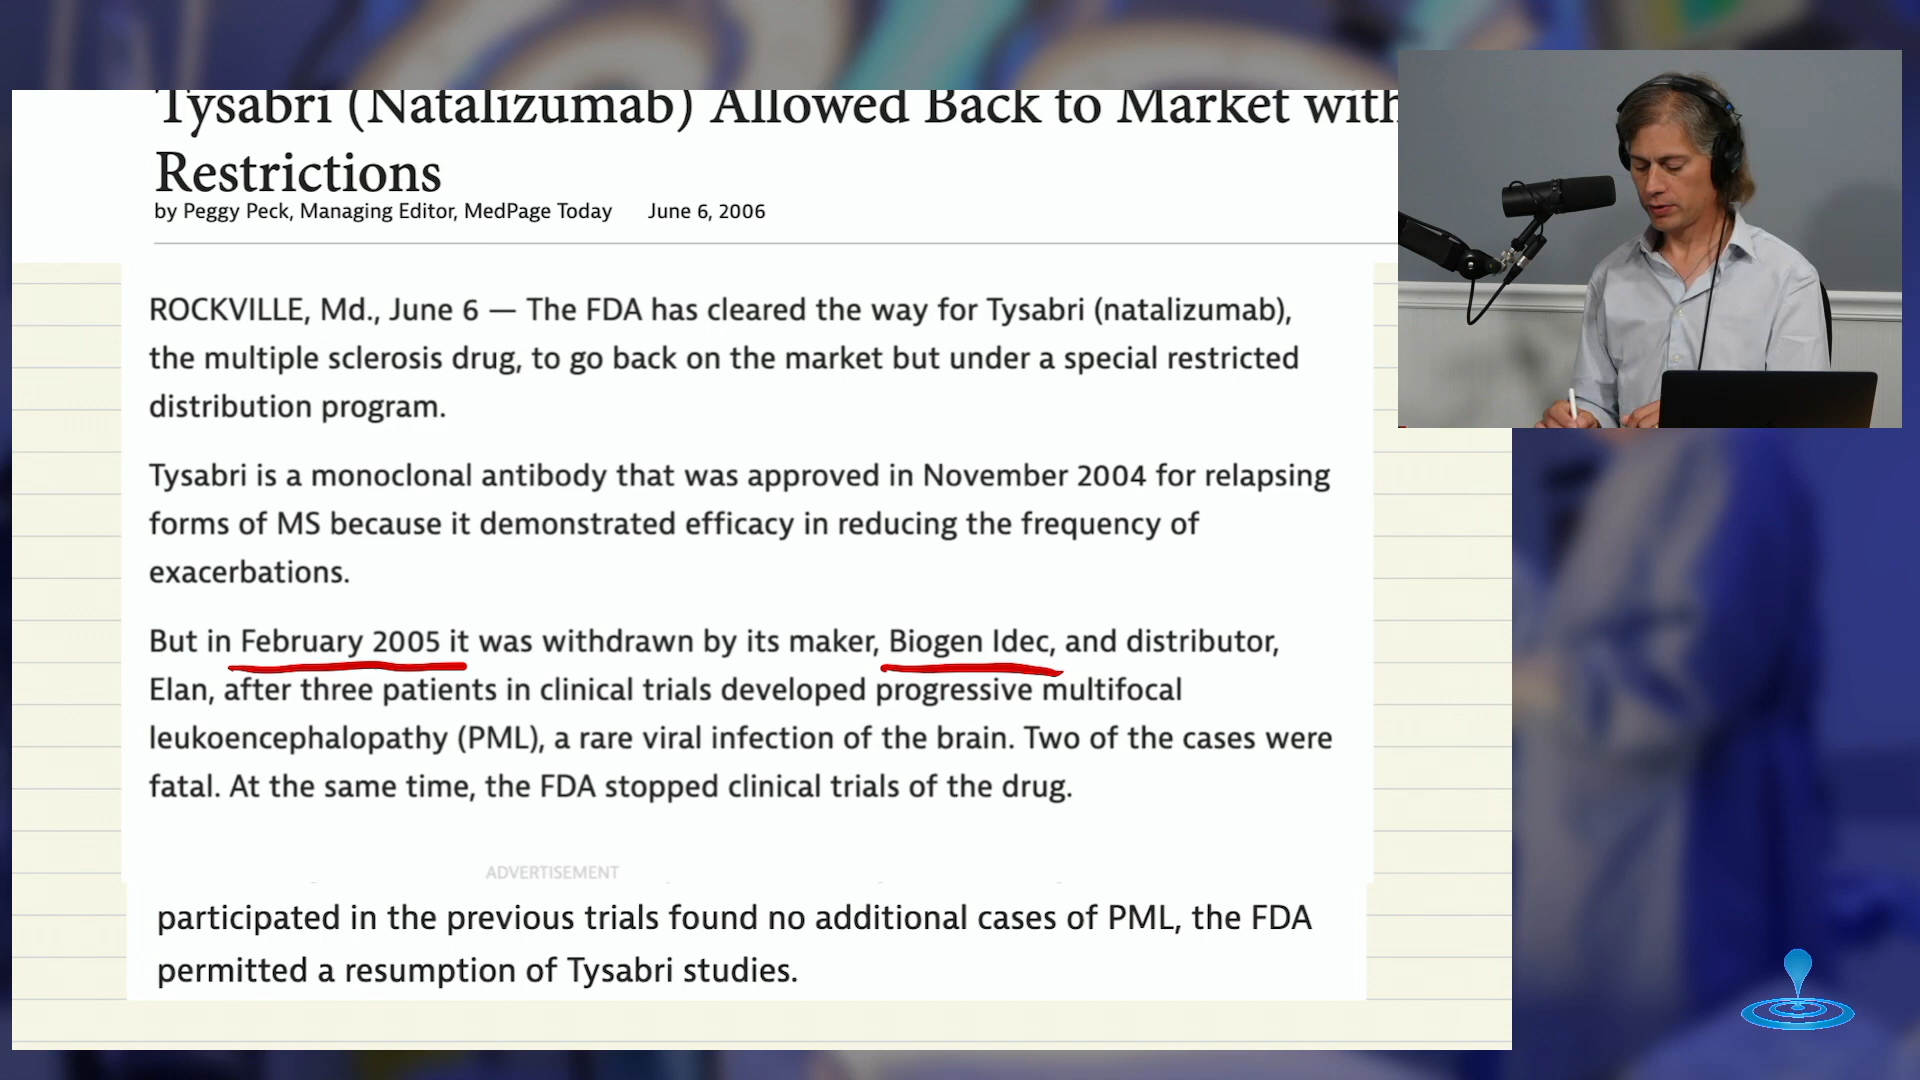 Tysabri (Natalizumab) Allowed Back to Market with
Restrictions
by Peggy Peck, Managing Editor, MedPage Today June 6, 2006
ROCKVILLE, Md., June 6 — The FDA has cleared the way for Tysabri (natalizumab),
the multiple sclerosis drug, to go back on the market but under a special restricted
distribution program.
Tysabri is a monoclonal antibody that was approved in November 2004 for relapsing
forms of MS because it demonstrated efficacy in reducing the frequency of
exacerbations.
But in February 2005 it was withdrawn by its maker, Biogen Idec, and distributor,
Elan, after three patients in clinical trials developed progressive multifocal
leukoencephalopathy (PML), a rare viral infection of the brain. Two of the cases were
fatal. At the same time, the FDA stopped clinical trials of the drug.
ADVERTISEMENT
participated in the previous trials found no additional cases of PML, the FDA
permitted a resumption of Tysabri studies.